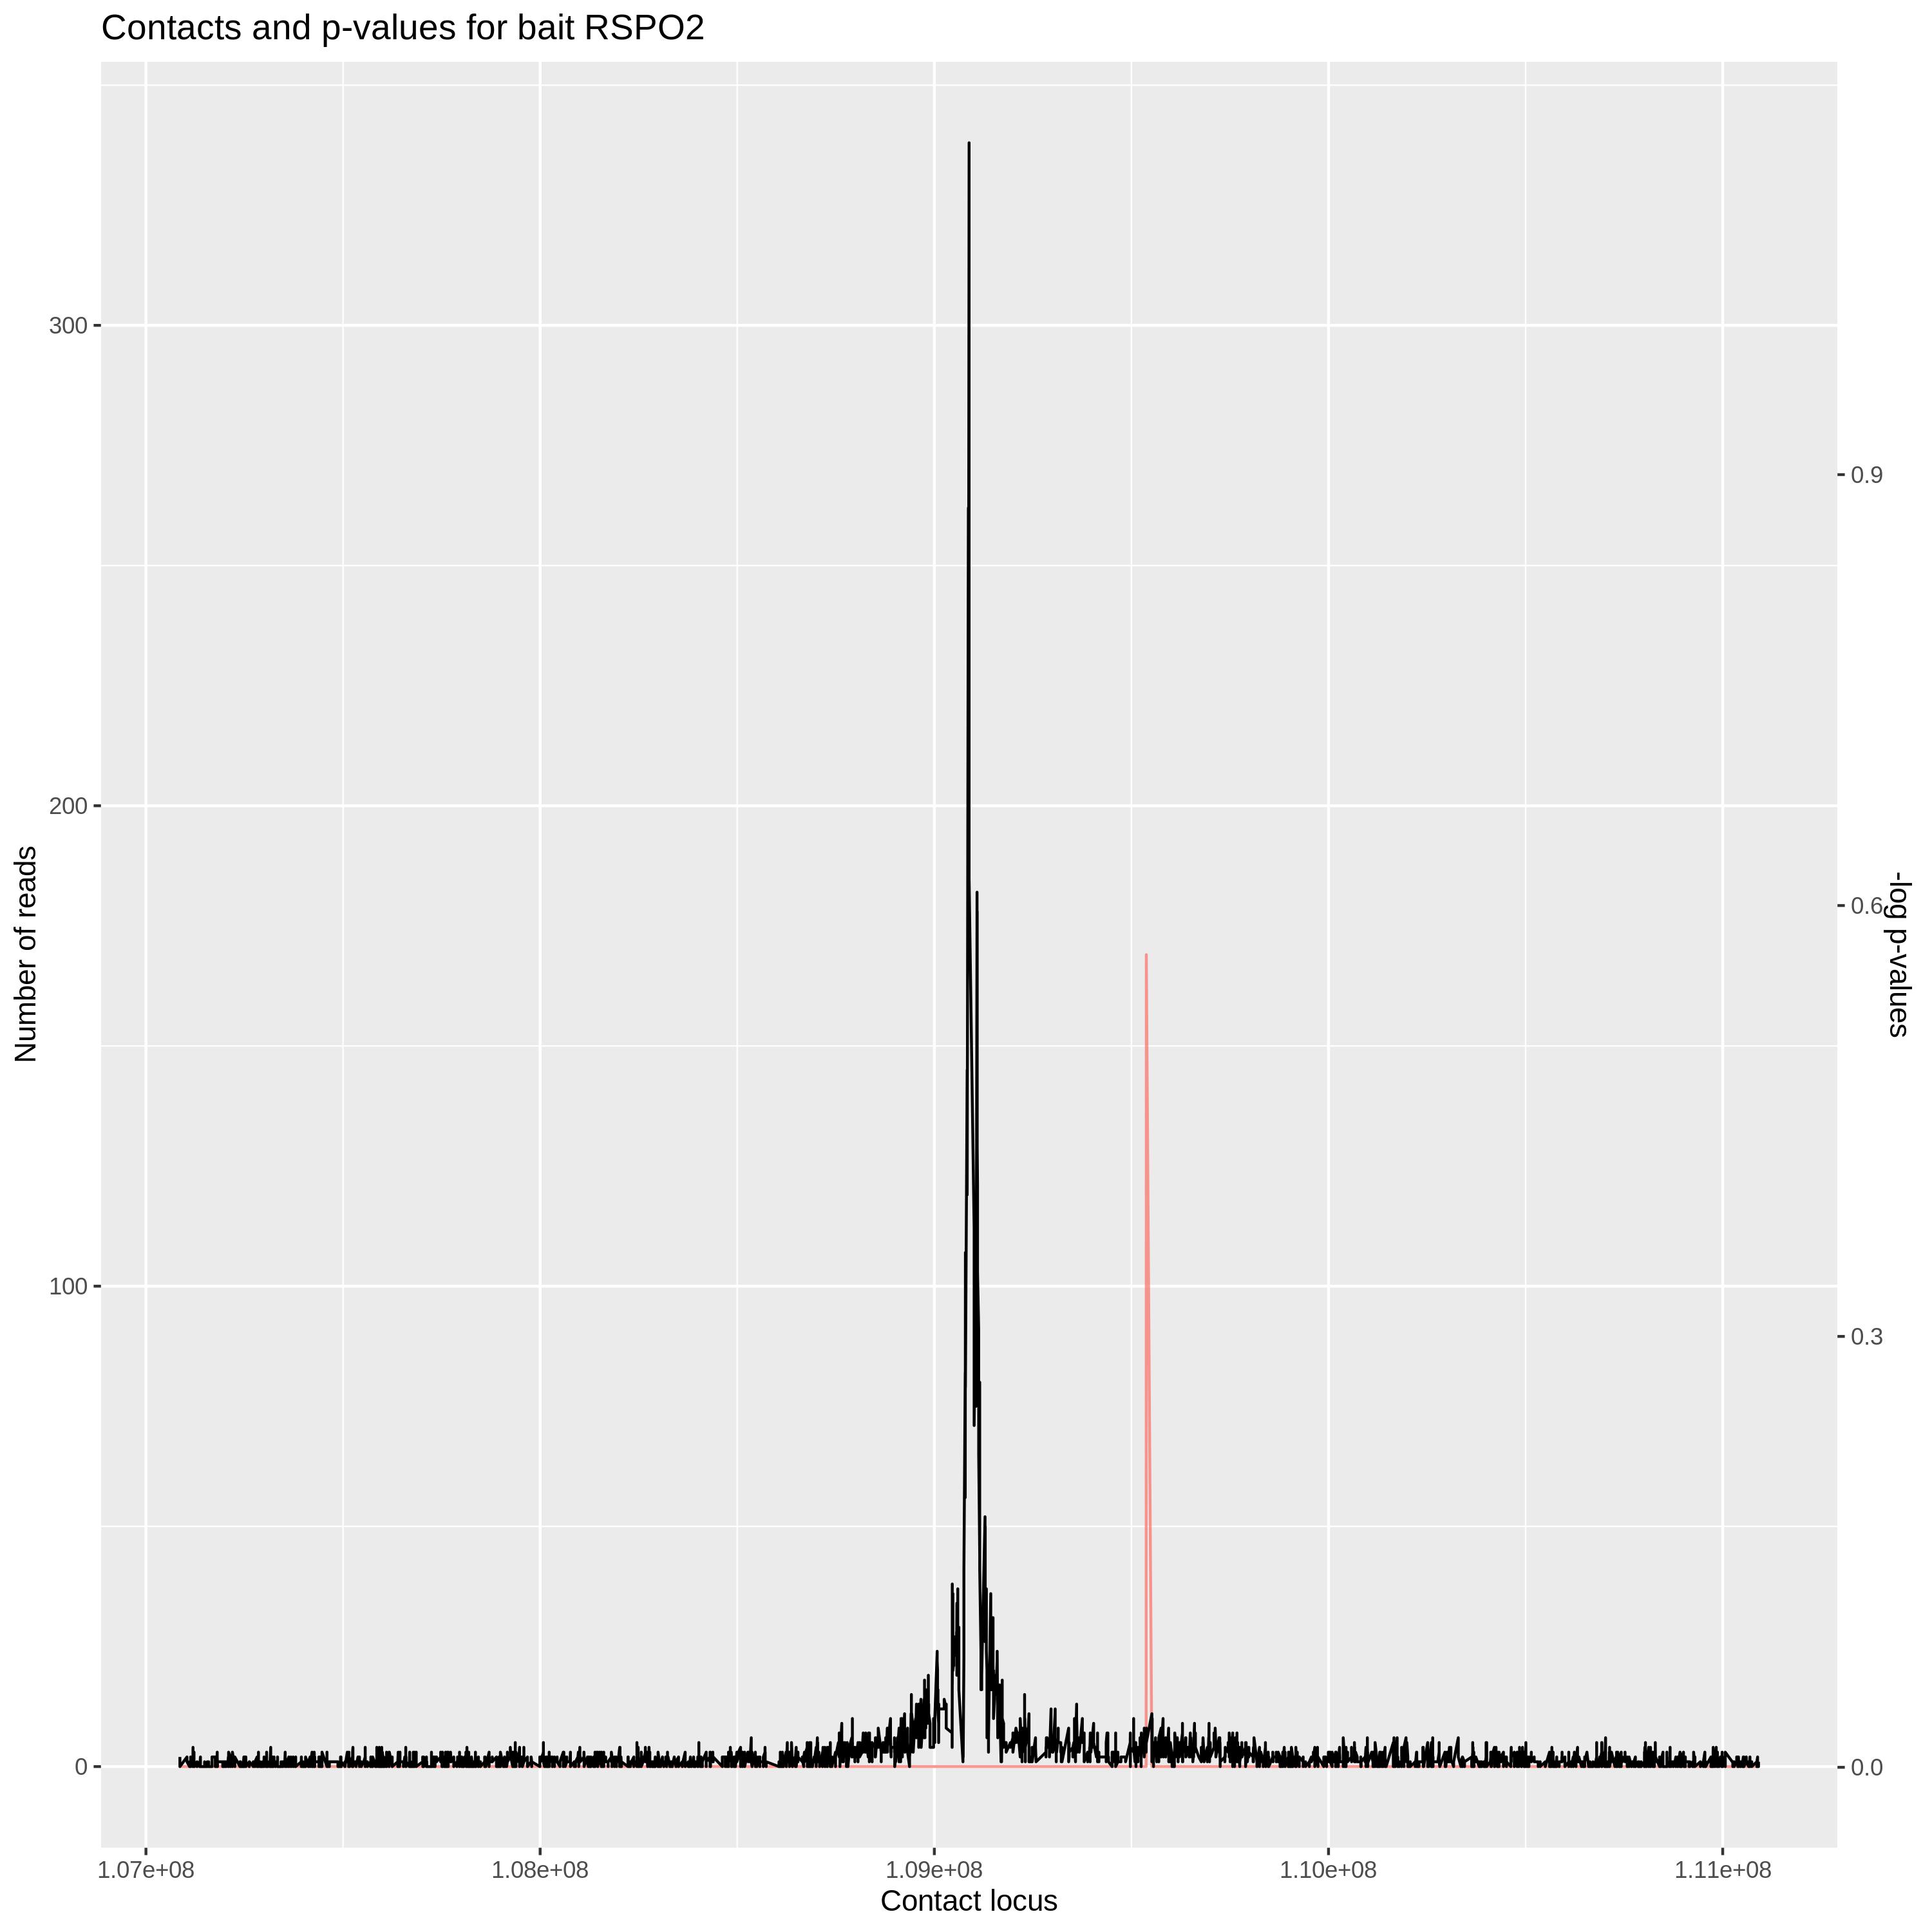 Contacts and p-values for bait RSPO2
Number of reads
300
200
100
0
0.9
0.6
0.3
0.0
-log p-values
1.07e+08 1.08e+08 1.09e+08 1.10e+08 1.11e+08
Contact locus